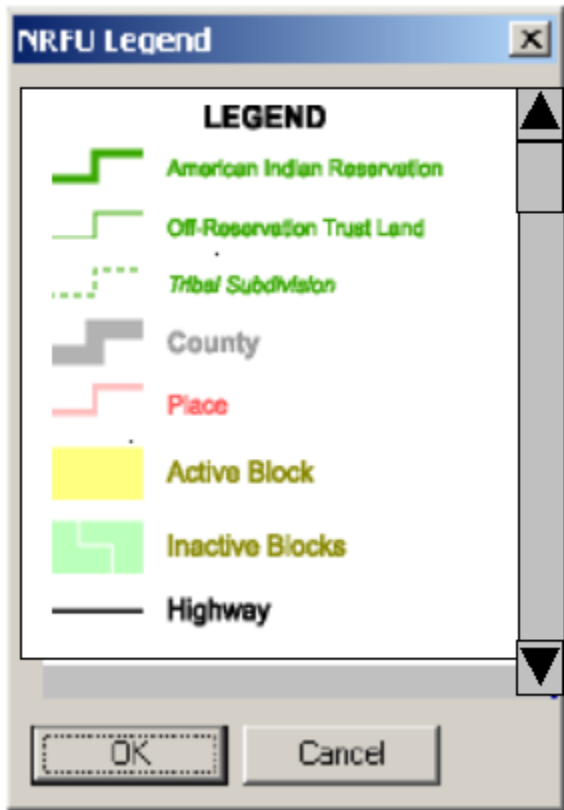 NRFU Legend
LEGEND
American Indian Reservation
Off-Reservation Trust Land
Tribal Subdivision
County
Place
Active Block
Inactive Blocks
Highway
OK
Cancel